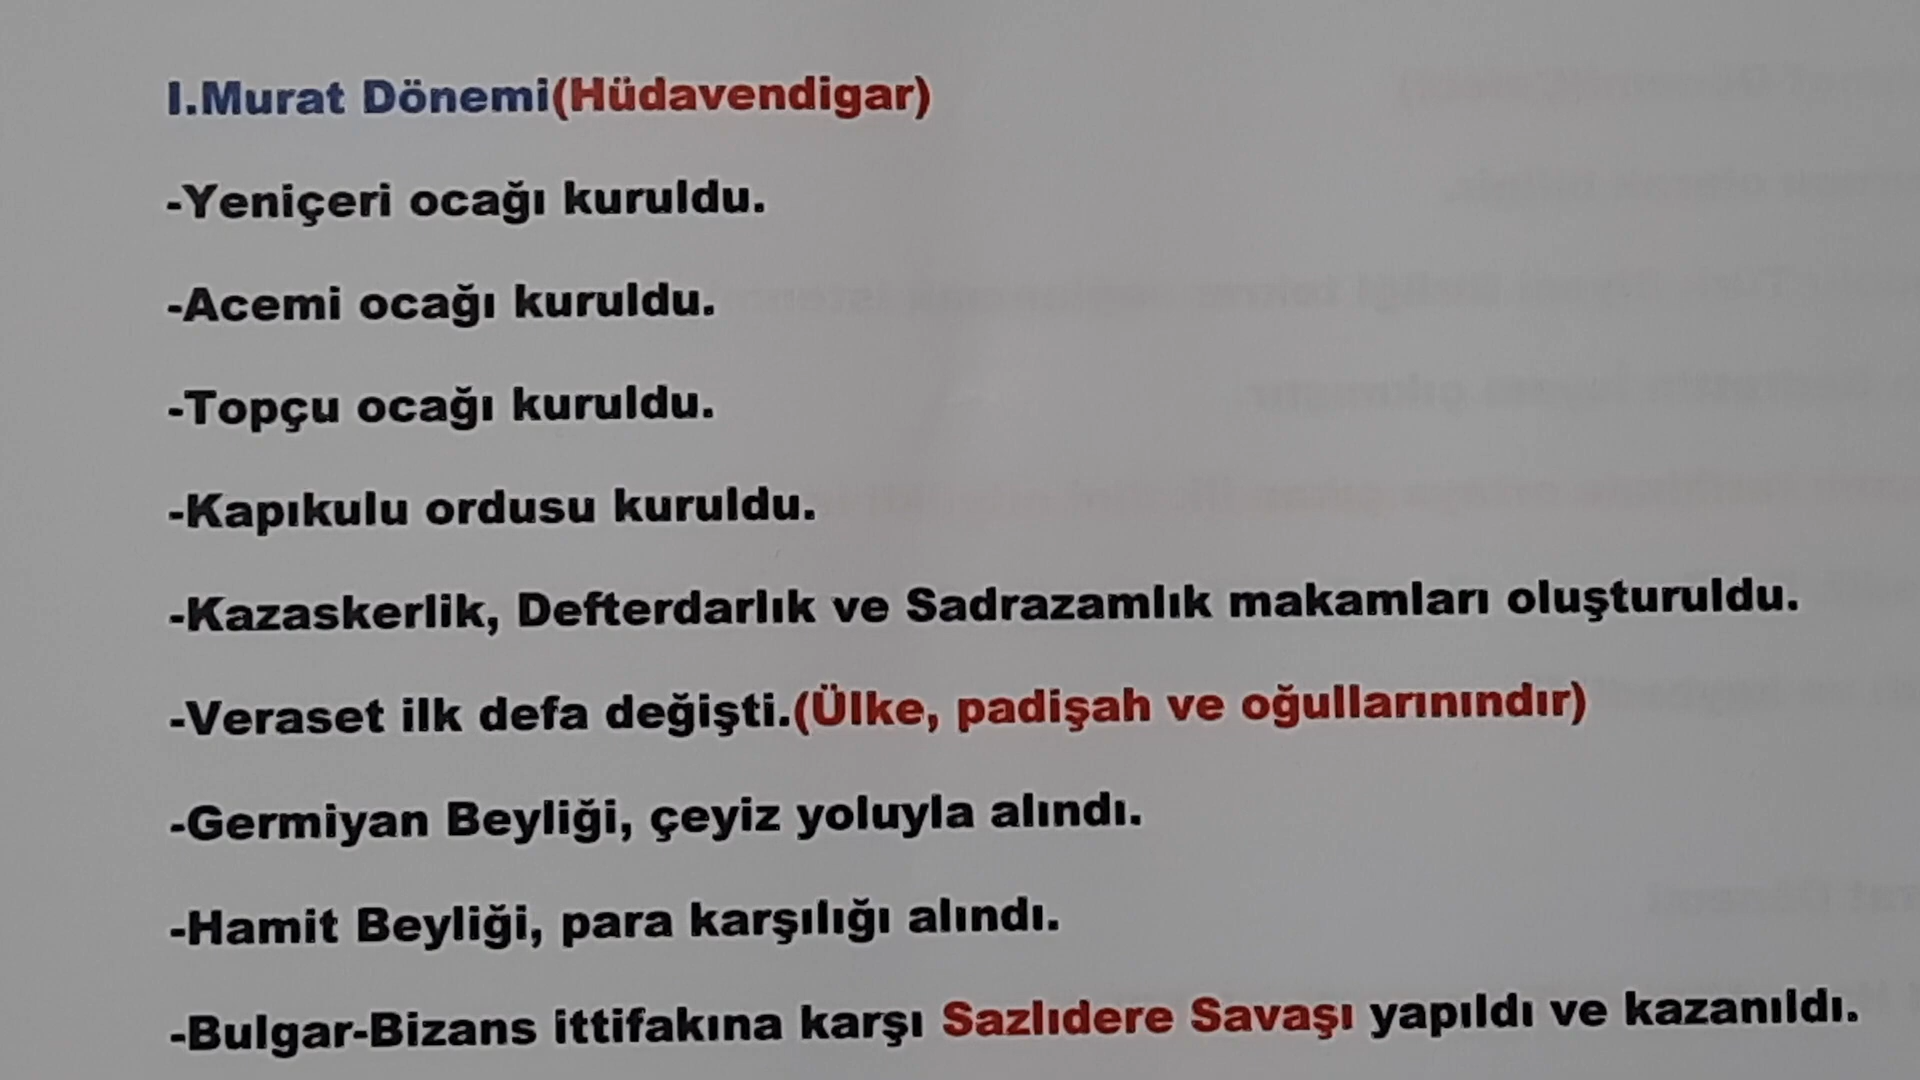 I.Murat Dönemi(Hüdavendigar)
-Yeniçeri ocağı kuruldu.
-Acemi ocağı kuruldu.
-Topçu ocağı kuruldu.
-Kapıkulu ordusu kuruldu.
-Kazaskerlik, Defterdarlık ve Sadrazamlık makamları oluşturuldu.
-Veraset ilk defa değişti.(Ülke, padişah ve oğullarınındır)
-Germiyan Beyliği, çeyiz yoluyla alındı.
-Hamit Beyliği, para karşılığı alındı.
-Bulgar-Bizans ittifakına karşı Sazlıdere Savaşı yapıldı ve kazanıldı.